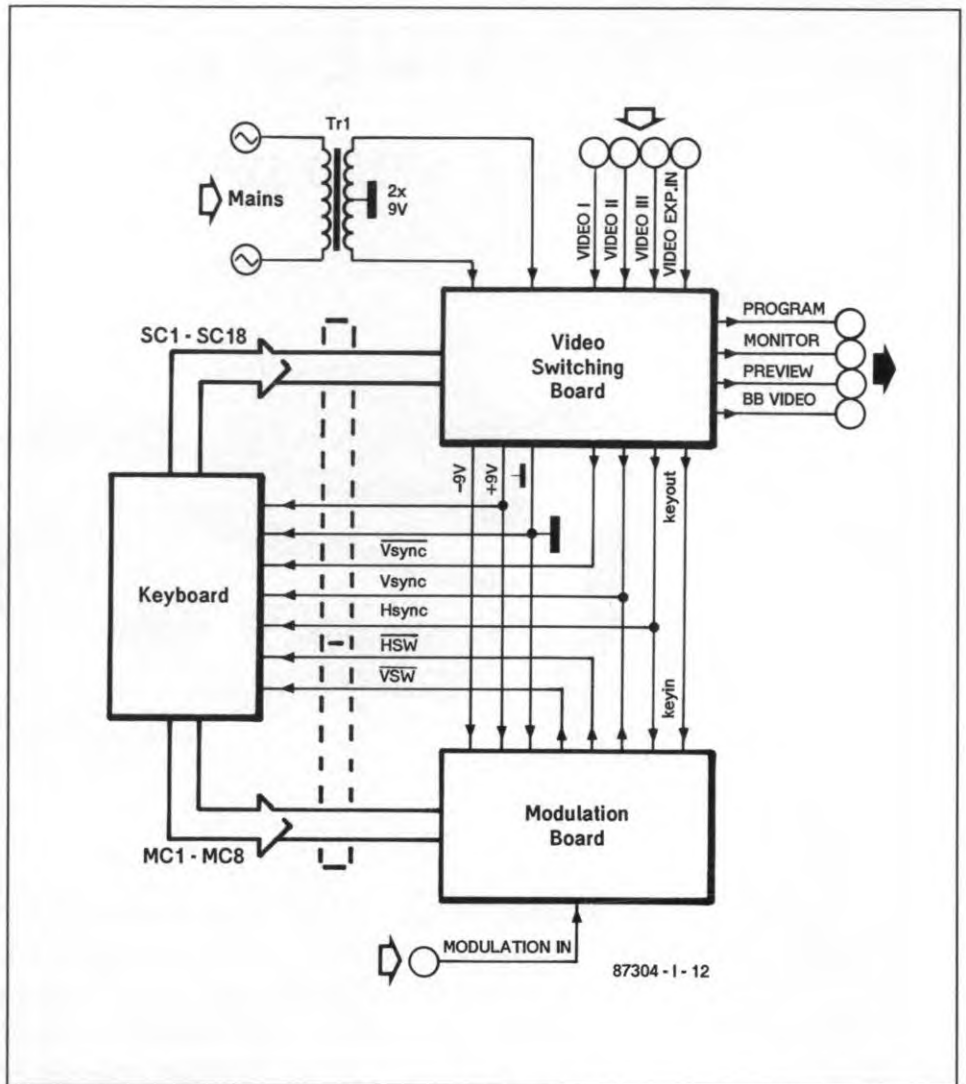 Tr1
Mains
2x
9V
VIDEO I
VIDEO II
VIDEO III
VIDEO EXP.IN
SC1 - SC18
Video
Switching
Board
PROGRAM
MONITOR
PREVIEW
BB VIDEO
-9V
+9V
keyout
Vsync
Vsync
Hsync
HSW
VSW
Keyboard
keyin
Modulation
Board
MC1 - MC8
MODULATION IN
87304 - I - 12